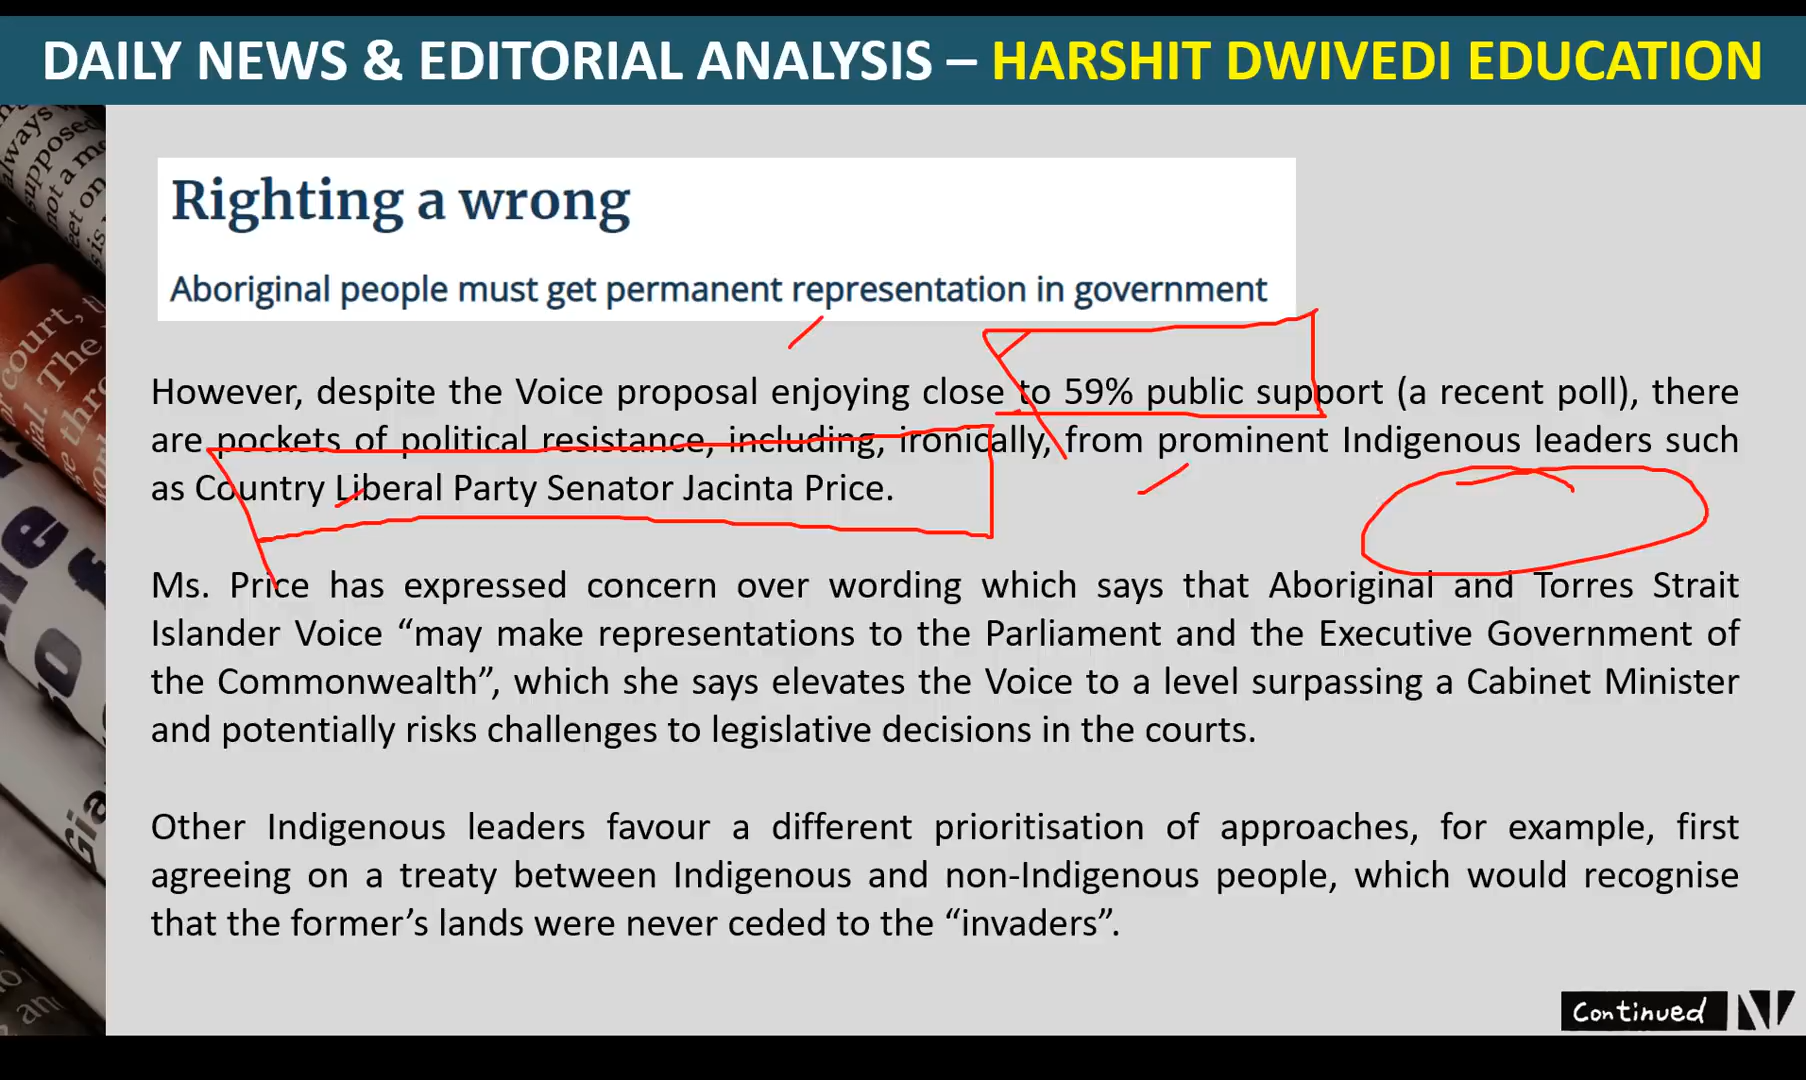 DAILY NEWS & EDITORIAL ANALYSIS – HARSHIT DWIVEDI EDUCATION
Righting a wrong
Aboriginal people must get permanent representation in government
However, despite the Voice proposal enjoying close to 59% public support (a recent poll), there
are pockets of political resistance, including, ironically, from prominent Indigenous leaders such
as Country Liberal Party Senator Jacinta Price.
Ms. Price has expressed concern over wording which says that Aboriginal and Torres Strait
Islander Voice “may make representations to the Parliament and the Executive Government of
the Commonwealth”, which she says elevates the Voice to a level surpassing a Cabinet Minister
and potentially risks challenges to legislative decisions in the courts.
Other Indigenous leaders favour a different prioritisation of approaches, for example, first
agreeing on a treaty between Indigenous and non-Indigenous people, which would recognise
that the former’s lands were never ceded to the “invaders”.
Continued